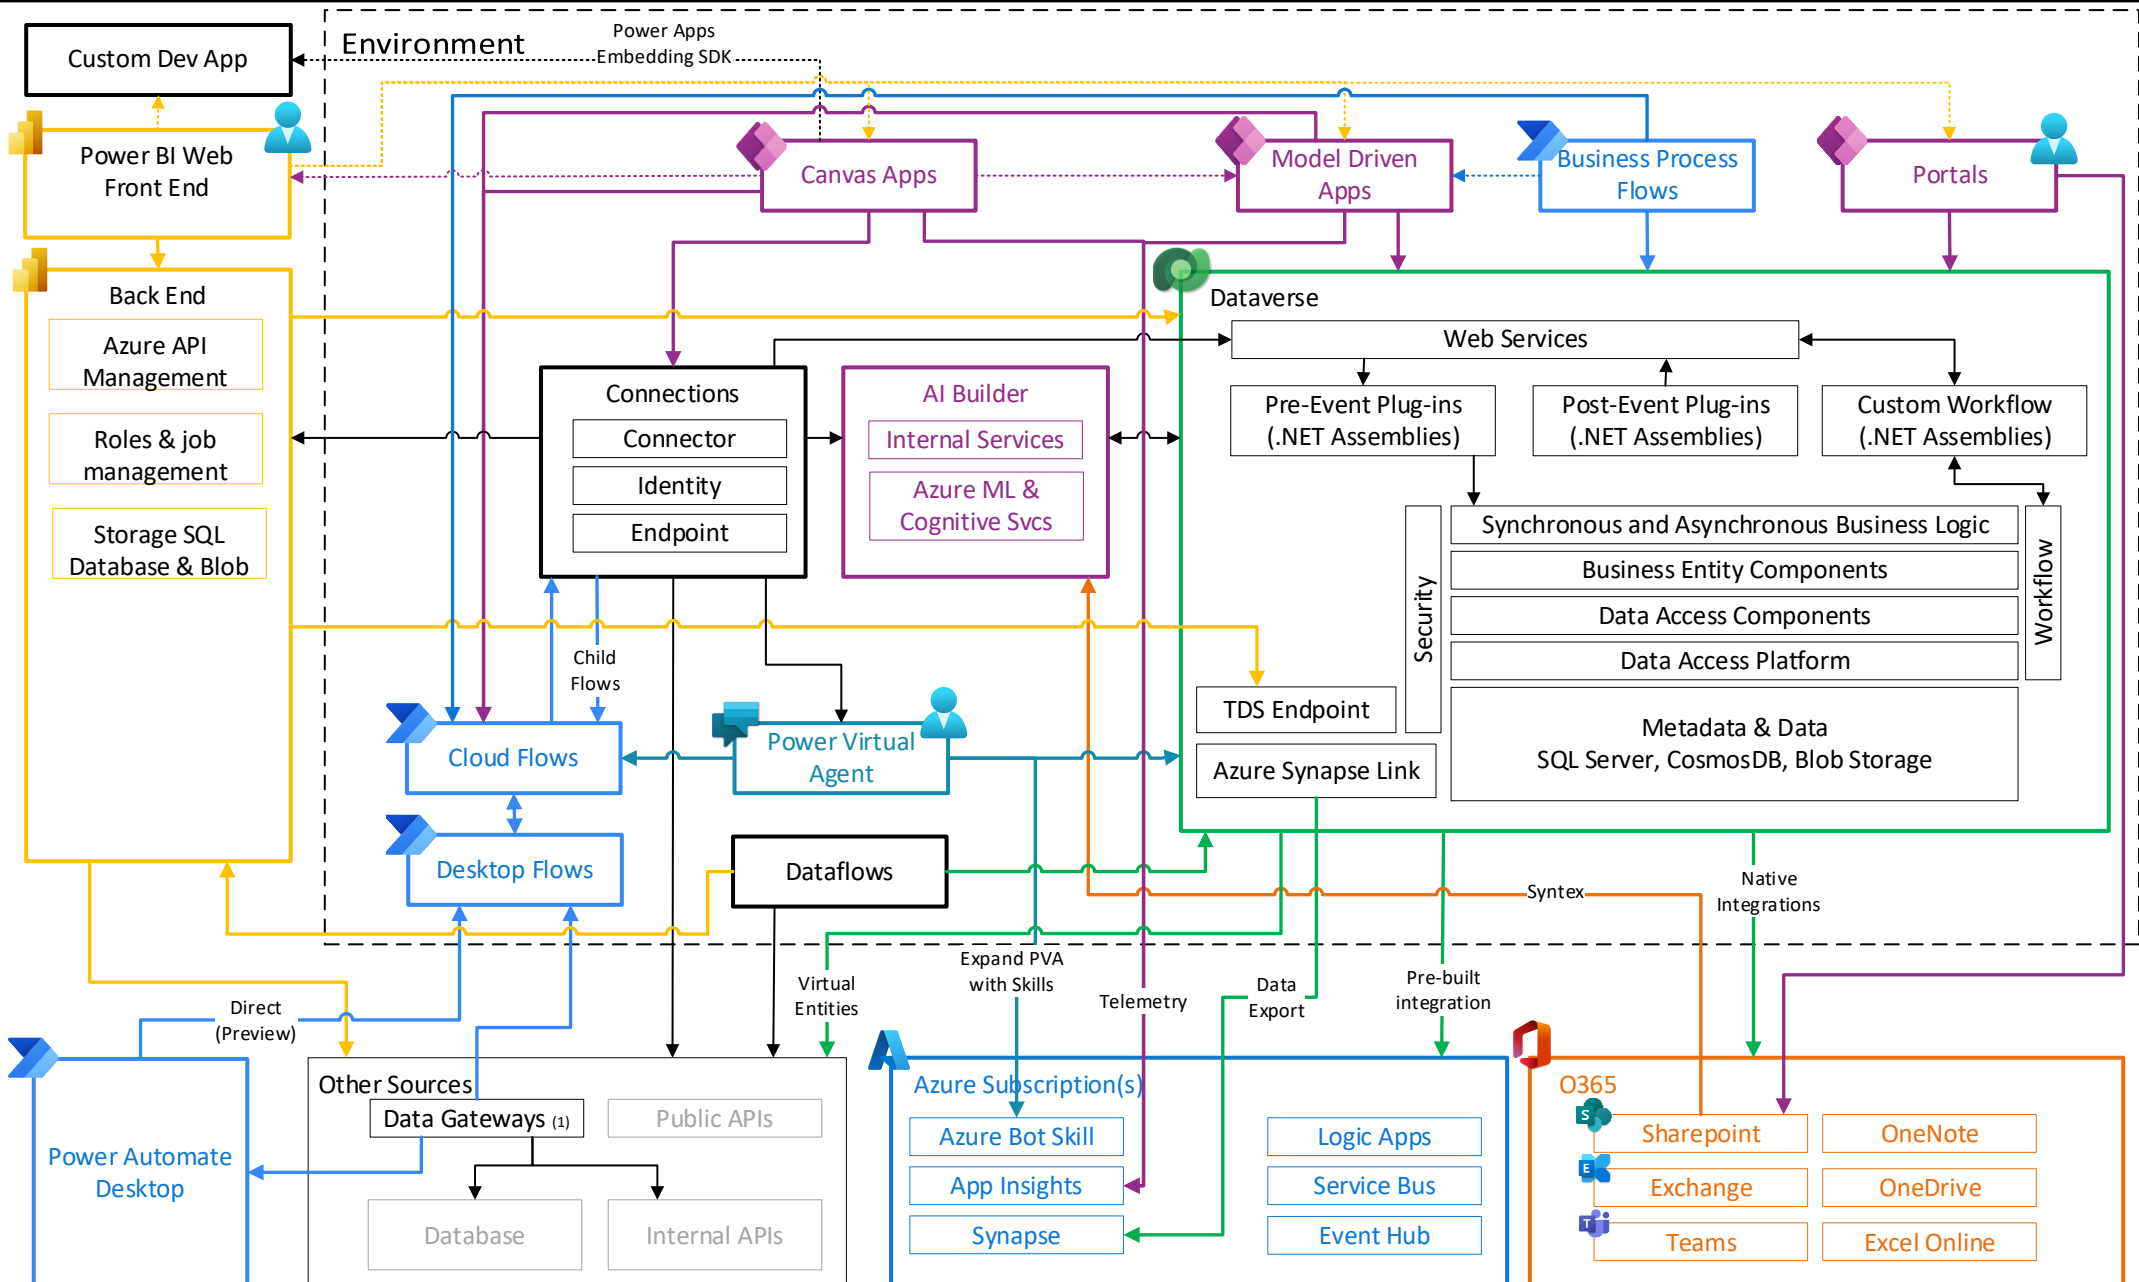 Environment
Power Apps
Embedding SDK
Custom Dev App
Power BI Web
Front End
Canvas Apps
Model Driven
Apps
Business Process
Flows
Portals
Back End
Azure API
Management
Roles & job
management
Storage SQL
Database & Blob
Connections
Connector
Identity
Endpoint
AI Builder
Internal Services
Azure ML &
Cognitive Svcs
Dataverse
Web Services
Pre-Event Plug-ins
(.NET Assemblies)
Post-Event Plug-ins
(.NET Assemblies)
Custom Workflow
(.NET Assemblies)
Security
Synchronous and Asynchronous Business Logic
Business Entity Components
Data Access Components
Data Access Platform
Workflow
Metadata & Data
SQL Server, CosmosDB, Blob Storage
TDS Endpoint
Azure Synapse Link
Child
Flows
Cloud Flows
Power Virtual
Agent
Desktop Flows
Dataflows
Syntex
Native
Integrations
Direct
(Preview)
Virtual
Entities
Expand PVA
with Skills
Telemetry
Data
Export
Pre-built
integration
Power Automate
Desktop
Other Sources
Data Gateways (1)
Public APIs
Database
Internal APIs
Azure Subscription(s)
Azure Bot Skill
Logic Apps
App Insights
Service Bus
Synapse
Event Hub
O365
S
Sharepoint
OneNote
E
Exchange
OneDrive
T
Teams
Excel Online